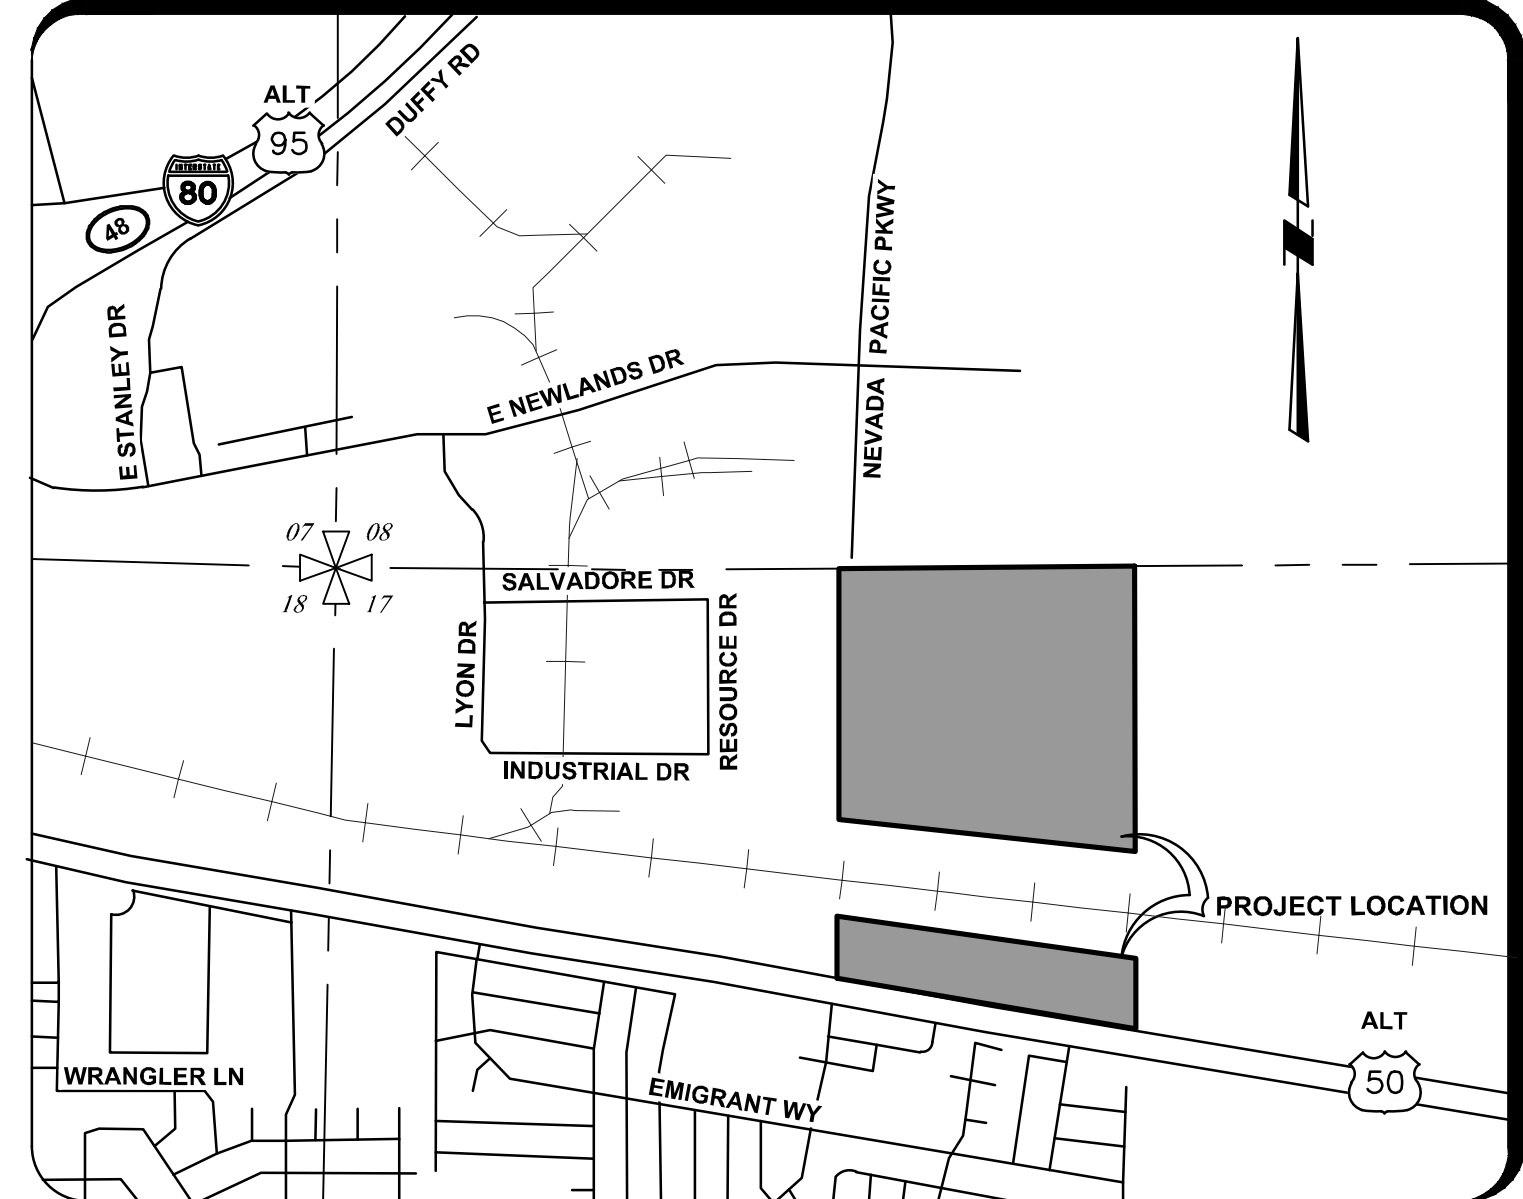 ALT
95
DUFFY RD
INTERSTATE
80
48
E STANLEY DR
NEVADA PACIFIC PKWY
N
E NEWLANDS DR
07 08
18 17
SALVADORE DR
LYON DR
RESOURCE DR
INDUSTRIAL DR
PROJECT LOCATION
ALT
50
WRANGLER LN
EMIGRANT WY